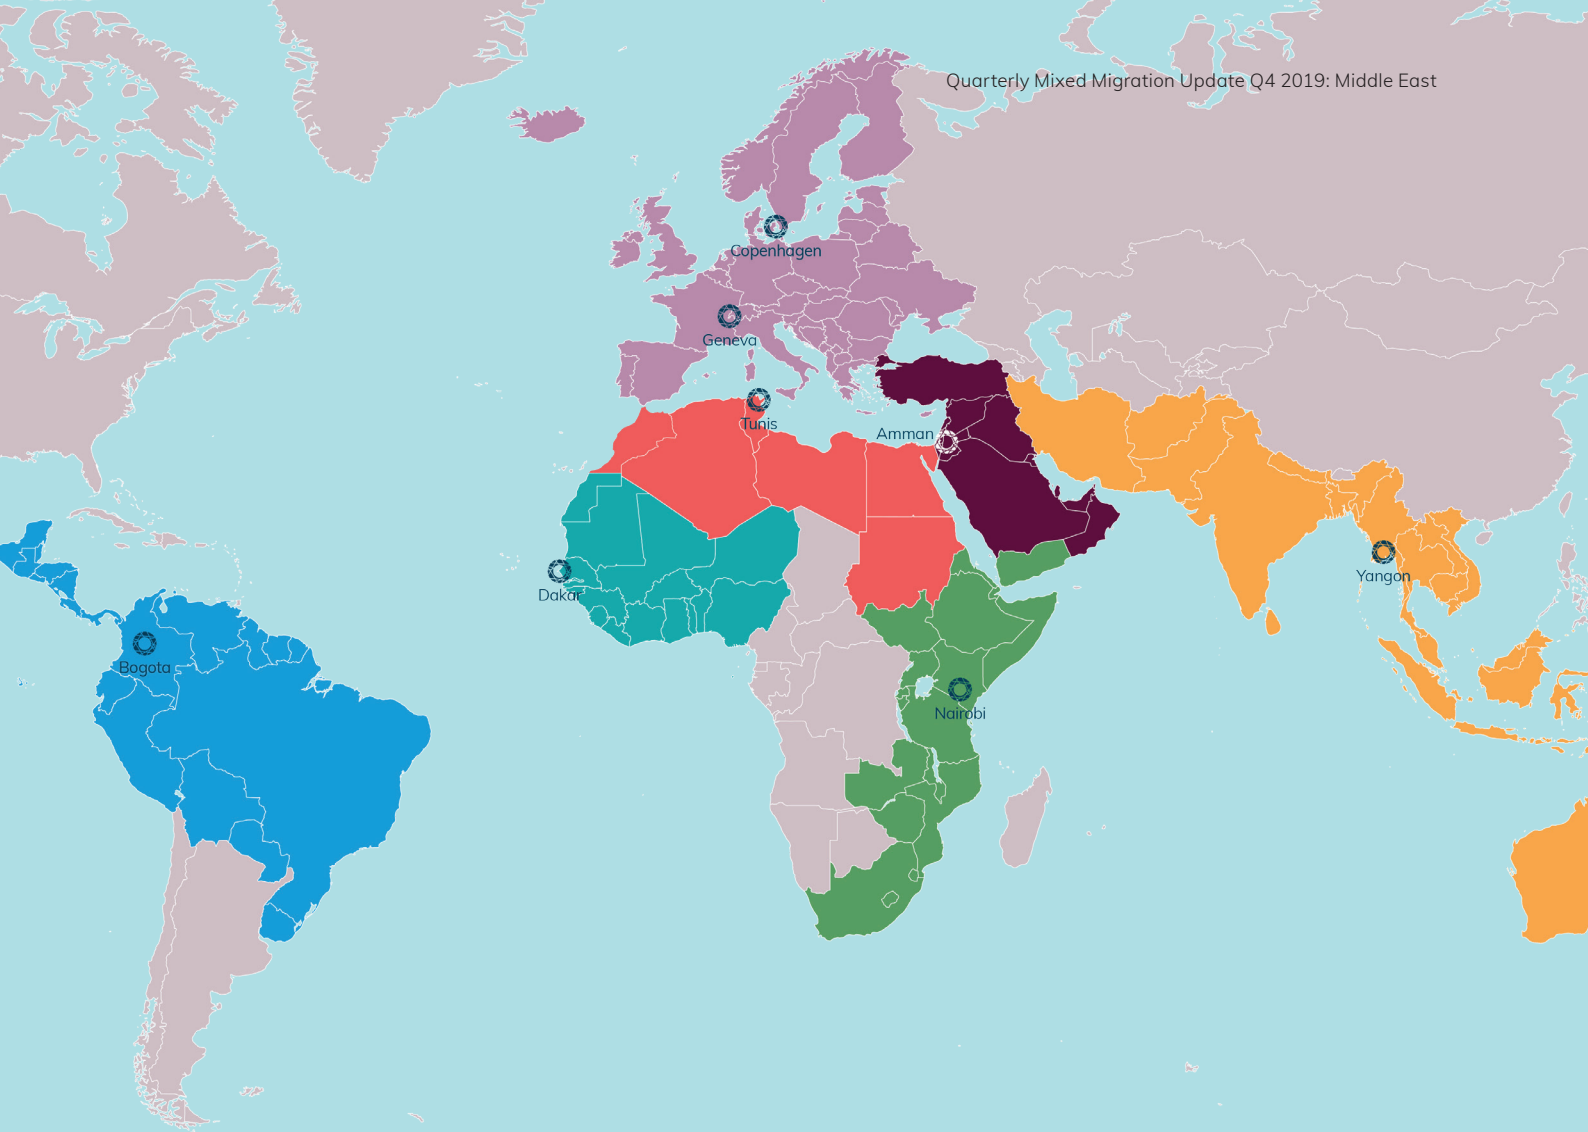 Quarterly Mixed Migration Update Q4 2019: Middle East
Copenhagen
Geneva
Tunis
Amman
Yangon
Dakar
Bogota
Nairobi